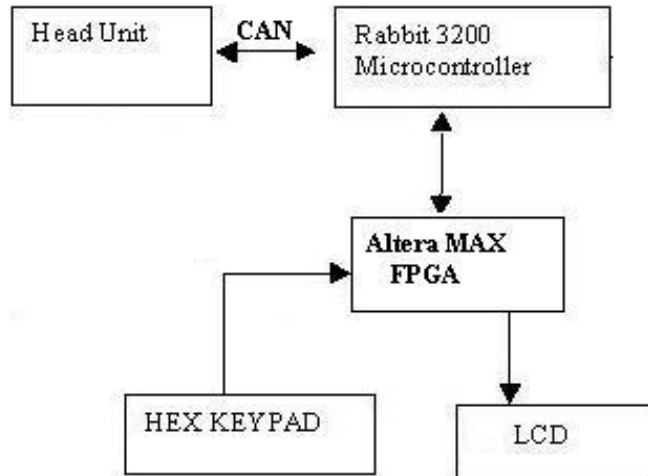 Head Unit
CAN
Rabbit 3200
Microcontroller
Altera MAX
FPGA
HEX KEYPAD
LCD